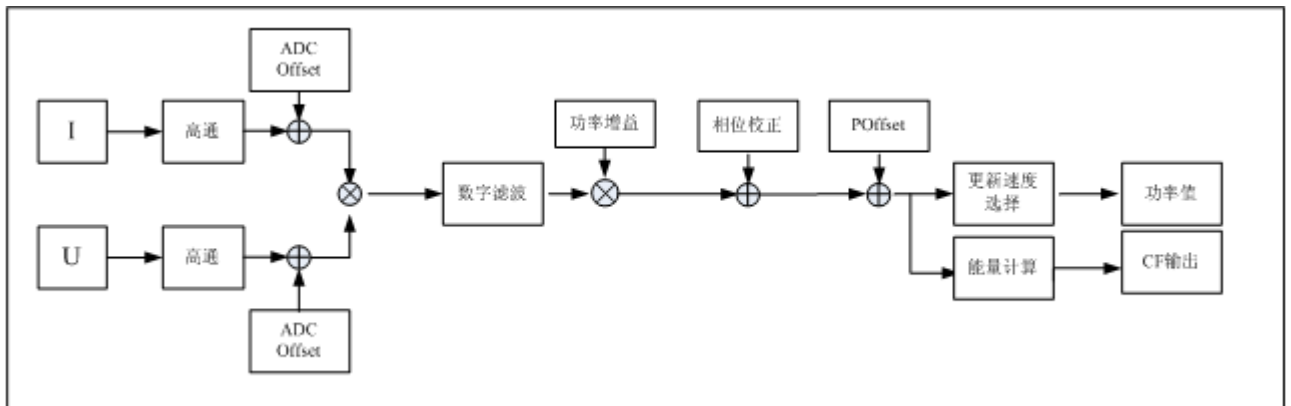 ADC
Offset
I
高通
功率增益
相位校正
POffset
数字滤波
更新速度
选择
功率值
U
高通
能量计算
CF输出
ADC
Offset